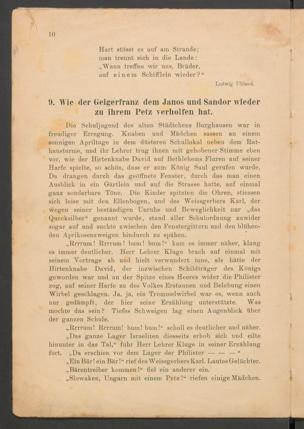 10
Hart stösst es auf am Strande;
man trennt sich in die Lande:
„Wann treffen wir uns, Brüder,
auf einem Schifflein wieder?“
Ludwig Uhland.
9. Wie der Geigerfranz dem Janos und Sandor wieder
zu ihrem Petz verholfen hat.
Die Schuljugend des alten Städtchens Burghausen war in
freudiger Erregung. Knaben und Mädchen sassen an einem
sonnigen Apriltage in dem düsteren Schullokal neben dem Rat-
hausturme, und ihr Lehrer trug ihnen mit gehobener Stimme eben
vor, wie der Hirtenknabe David auf Bethlehems Fluren auf seiner
Harfe spielte, so schön, dass er zum König Saul gerufen wurde.
Da drangen durch das geöffnete Fenster, durch das man einen
Ausblick in ein Gärtlein und auf die Strasse hatte, auf einmal
ganz sonderbare Töne. Die Kinder spitzten die Ohren, stiessen
sich leise mit den Ellenbogen, und des Weissgerbers Karl, der
wegen seiner beständigen Unruhe und Beweglichkeit nur „das
Quecksilber“ genannt wurde, stand aller Schulordnung zuwider
sogar auf und suchte zwischen den Fenstergittern und den blühen-
den Aprikosenzweigen hindurch zu spähen.
„Rrrrum! Rrrrum! bum! bum!“ kam es immer näher, klang
es immer deutlicher. Herr Lehrer Kluge brach auf einmal mit
seinem Vortrage ab und hielt verwundert inne, als hätte der
Hirtenknabe David, der inzwischen Schildträger des Königs
geworden war und an der Spitze eines Heeres wider die Philister
zog, auf seiner Harfe zu des Volkes Erstaunen und Belebung einen
Wirbel geschlagen. Ja, ja, ein Trommelwirbel war es, wenn auch
nur gedämpft, der hier seine Erzählung unterstützte. Was
mochte das sein? Tiefes Schweigen lag einen Augenblick über
der ganzen Schule.
„Rrrrum! Rrrrum! bum! bum!“ scholl es deutlicher und näher.
„Das ganze Lager Israeliten diesseits erhob sich und eilte
hinunter in das Tal,“ fuhr Herr Lehrer Kluge in seiner Erzählung
fort. „Da erschien vor dem Lager der Philister — — — “
„Ein Bär! ein Bär!“ rief des Weissgerbers Karl. Lautes Gelächter.
„Bärentreiber kommen!“ fiel ein anderer ein.
„Slowaken, Ungarn mit einem Petz!“ riefen einige Mädchen.